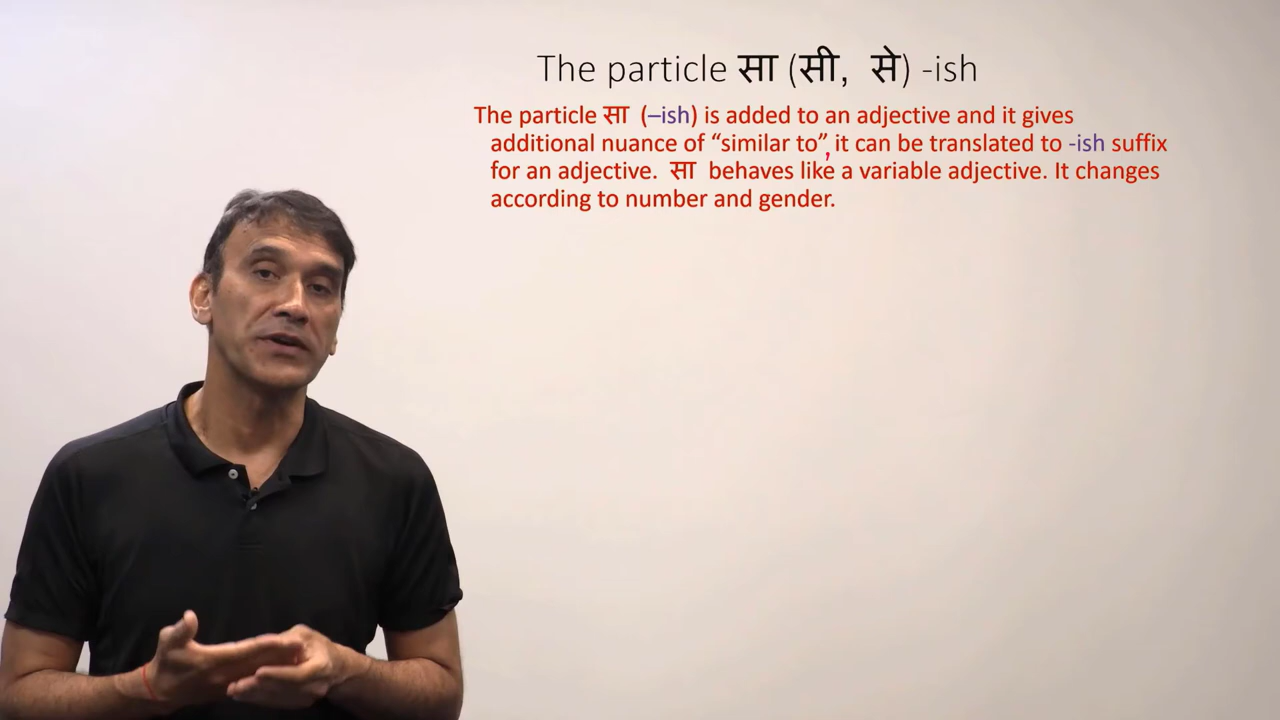 The particle सा (सी, से) -ish
The particle सा (–ish) is added to an adjective and it gives
additional nuance of “similar to”, it can be translated to -ish suffix
for an adjective. सा behaves like a variable adjective. It changes
according to number and gender.